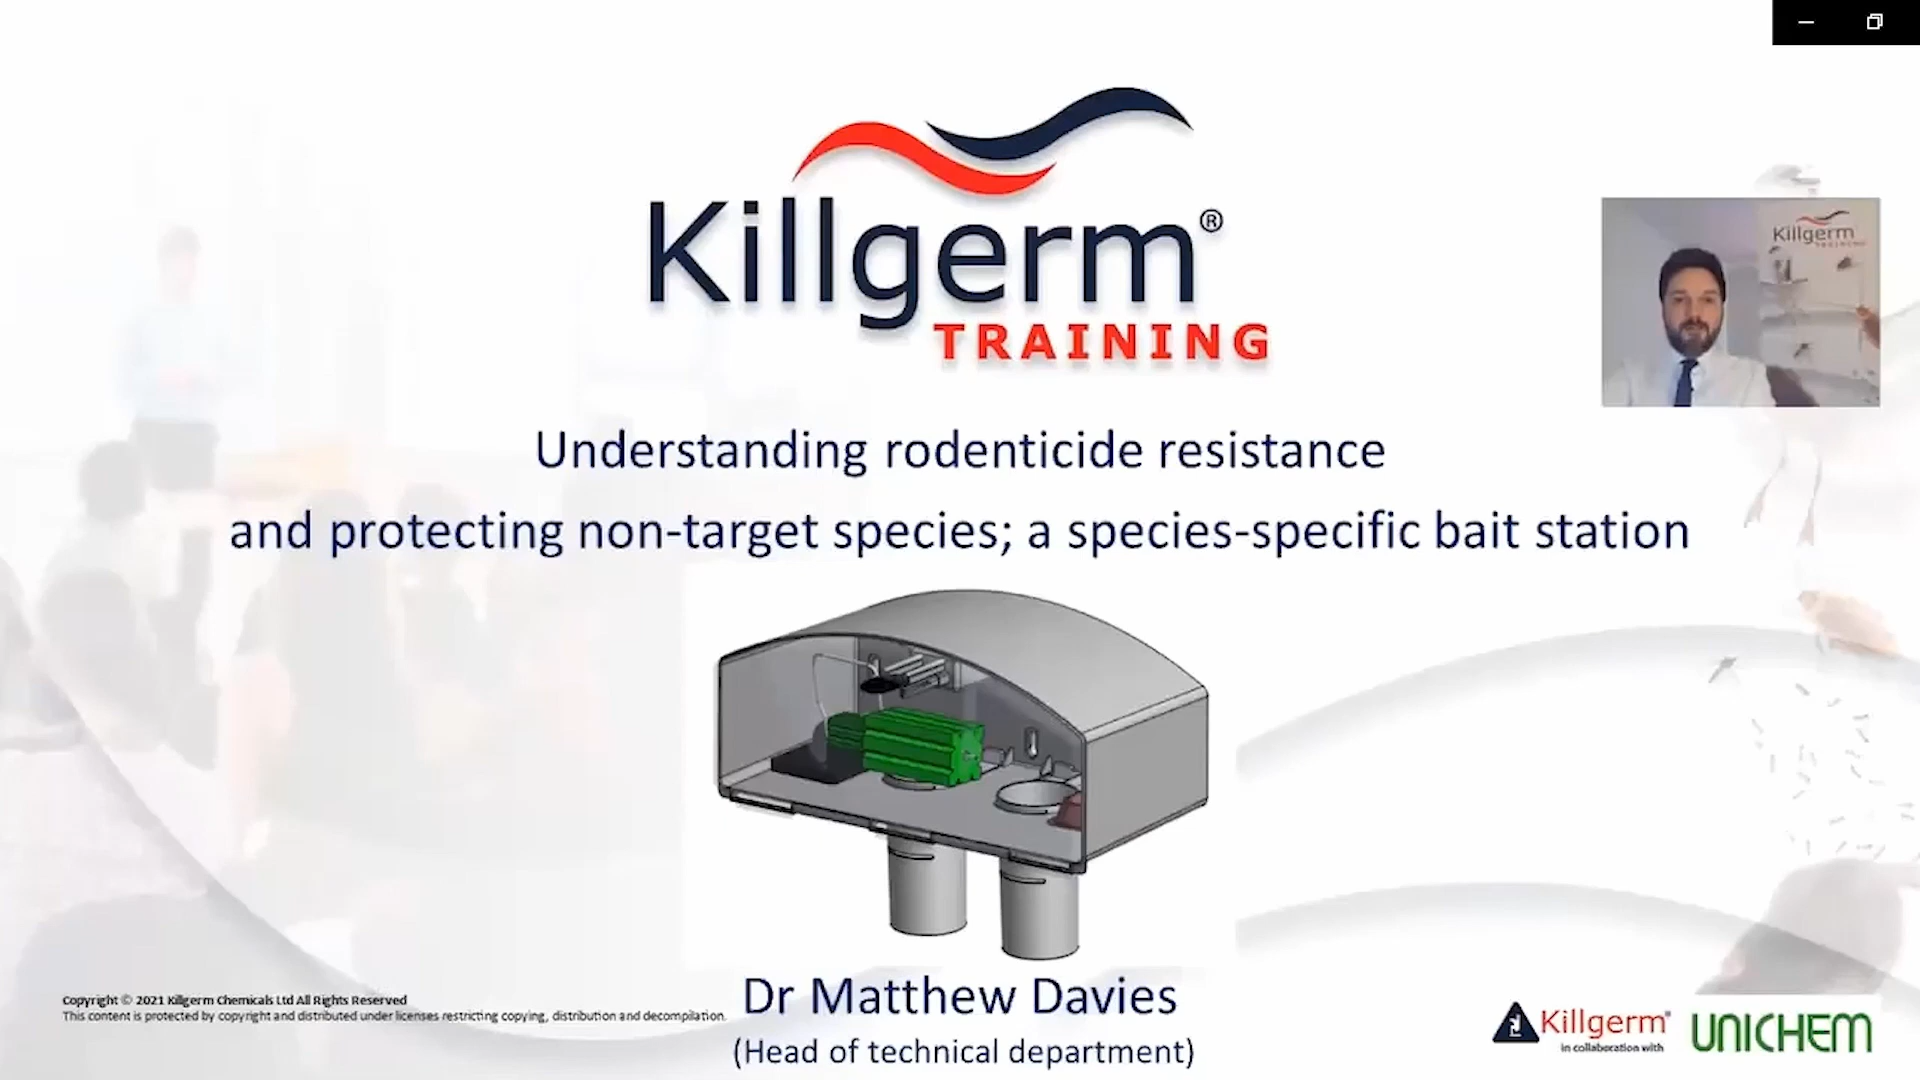 Killgerm®
TRAINING
Killgerm
TRAINING
Understanding rodenticide resistance
and protecting non-target species; a species-specific bait station
Dr Matthew Davies
(Head of technical department)
Copyright © 2021 Killgerm Chemicals Ltd All Rights Reserved
This content is protected by copyright and distributed under licenses restricting copying, distribution and decompilation.
Killgerm®
in collaboration with
UNICHEM